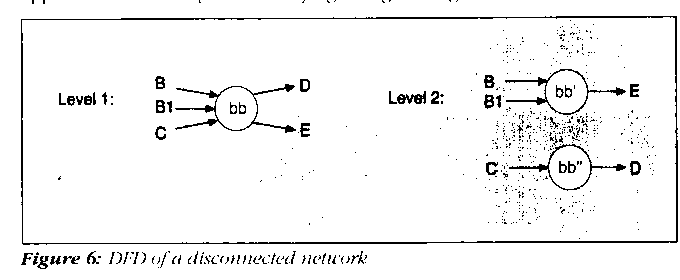 Level 1:
B
B1
C
bb
D
E
Level 2:
B
B1
bb'
E
C
bb"
D
Figure 6: DFD of a disconnected network